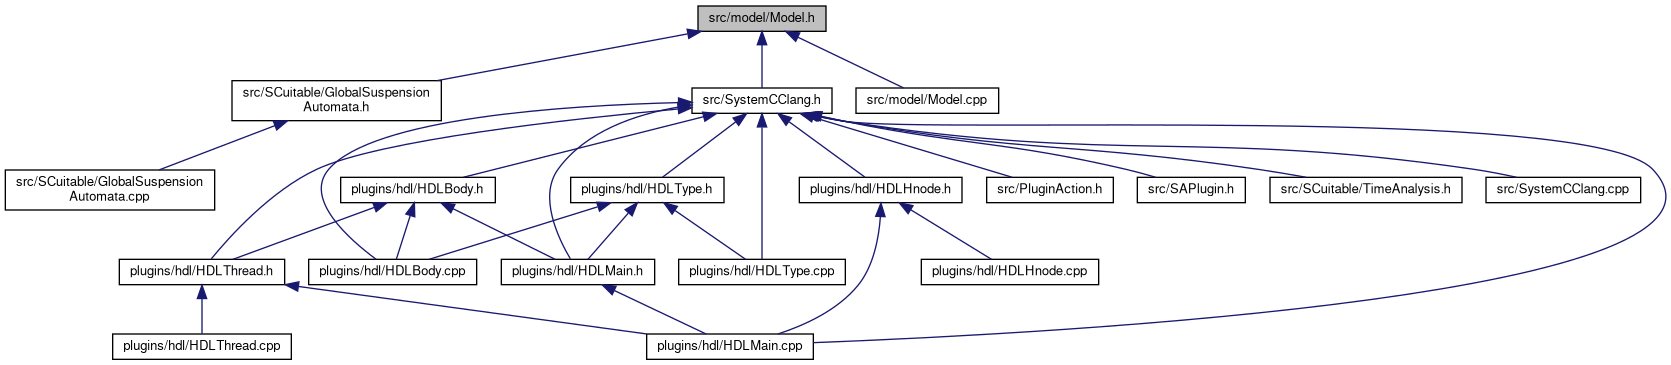 src/model/Model.h
src/SCuitable/GlobalSuspension
Automata.h
src/SystemCClang.h
src/model/Model.cpp
src/SCuitable/GlobalSuspension
Automata.cpp
plugins/hdl/HDLBody.h
plugins/hdl/HDLType.h
plugins/hdl/HDLHnode.h
src/PluginAction.h
src/SAPlugin.h
src/SCuitable/TimeAnalysis.h
src/SystemCClang.cpp
plugins/hdl/HDLThread.h
plugins/hdl/HDLBody.cpp
plugins/hdl/HDLMain.h
plugins/hdl/HDLType.cpp
plugins/hdl/HDLHnode.cpp
plugins/hdl/HDLThread.cpp
plugins/hdl/HDLMain.cpp